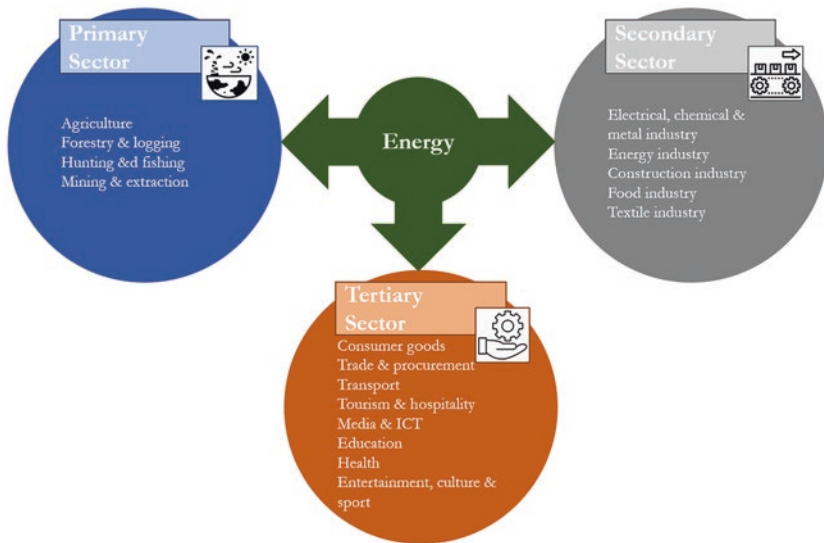 Primary
Sector
Agriculture
Forestry & logging
Hunting &d fishing
Mining & extraction
Energy
Secondary
Sector
Electrical, chemical &
metal industry
Energy industry
Construction industry
Food industry
Textile industry
Tertiary
Sector
Consumer goods
Trade & procurement
Transport
Tourism & hospitality
Media & ICT
Education
Health
Entertainment, culture &
sport